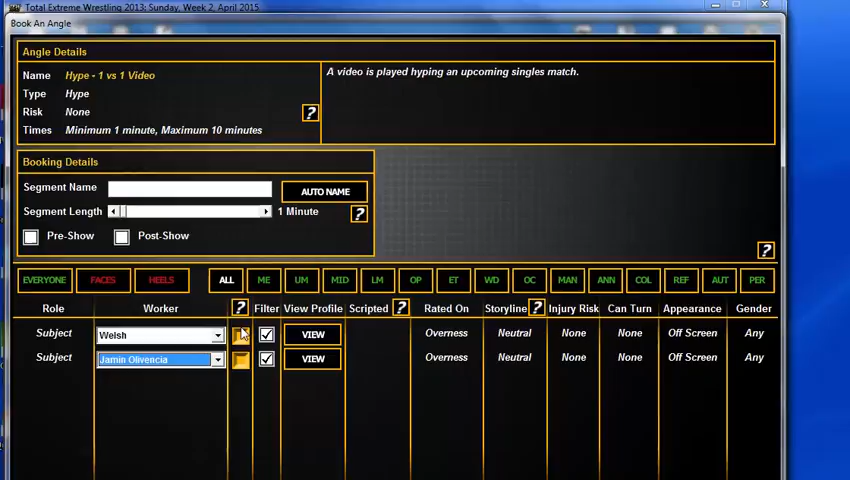 Total Extreme Wrestling 2013; Sunday, Week 2, April 2015
Book An Angle
Angle Details
Name Hype - 1 vs 1 Video
A video is played hyping an upcoming singles match.
Type Hype
Risk None ?
Times Minimum 1 minute, Maximum 10 minutes
Booking Details
Segment Name AUTO NAME
Segment Length 1 Minute ?
Pre-Show Post-Show
?
EVERYONE FACES HEELS ALL ME UM MID LM OP ET WD OC MAN ANN COL REF AUT PER
Role Worker ? Filter View Profile Scripted ? Rated On Storyline ? Injury Risk Can Turn Appearance Gender
Subject Welsh VIEW Overness Neutral None None Off Screen Any
Subject Jamin Olivencia VIEW Overness Neutral None None Off Screen Any